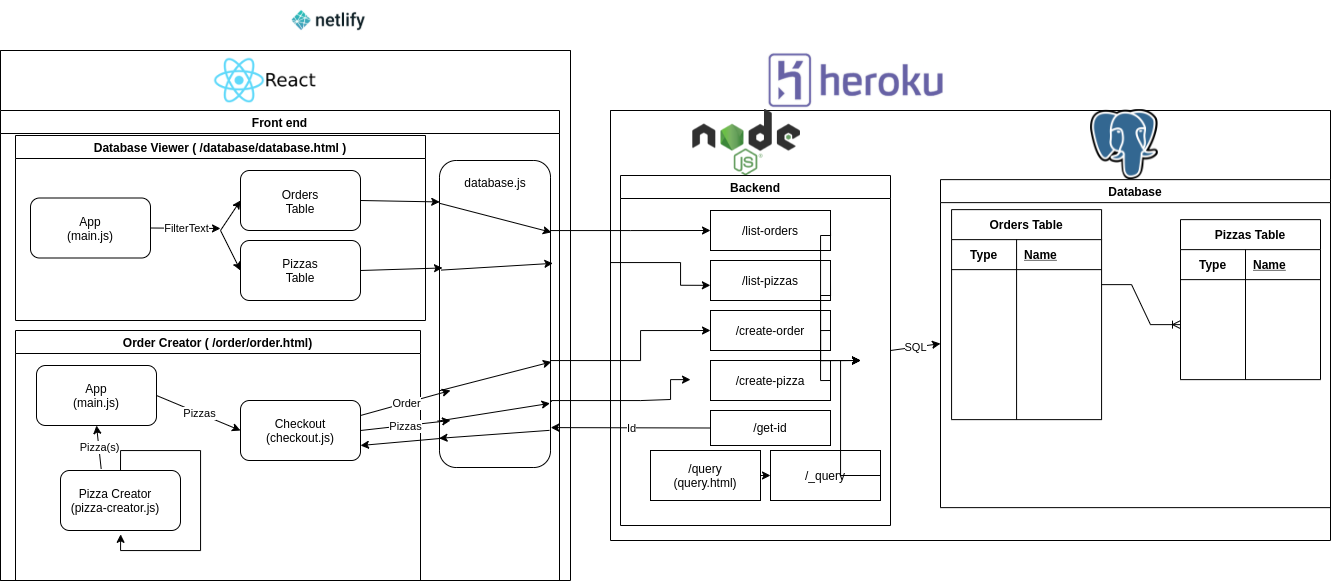 netlify
React
heroku
node
JS
Front end
Database Viewer ( /database/database.html )
App
(main.js)
FilterText
Orders
Table
Pizzas
Table
database.js
Order Creator ( /order/order.html)
App
(main.js)
Pizzas
Checkout
(checkout.js)
Order
Pizzas
Pizza(s)
Pizza Creator
(pizza-creator.js)
Id
Backend
/list-orders
/list-pizzas
/create-order
/create-pizza
/get-id
/query
(query.html)
/_query
SQL
Database
Orders Table
Type
Name
Pizzas Table
Type
Name